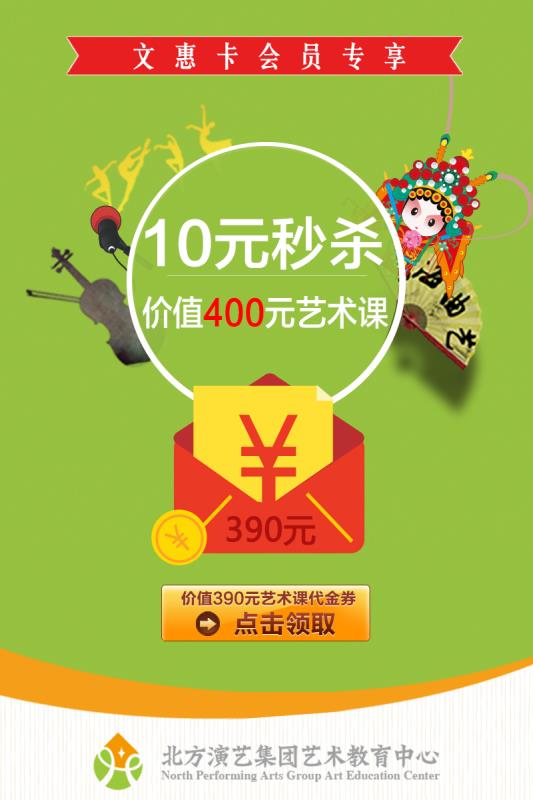 文惠卡会员专享
10元秒杀
价值400元艺术课
曲艺
¥
390元
¥
价值390元艺术课代金券
点击领取
北方演艺集团艺术教育中心
North Performing Arts Group Art Education Center